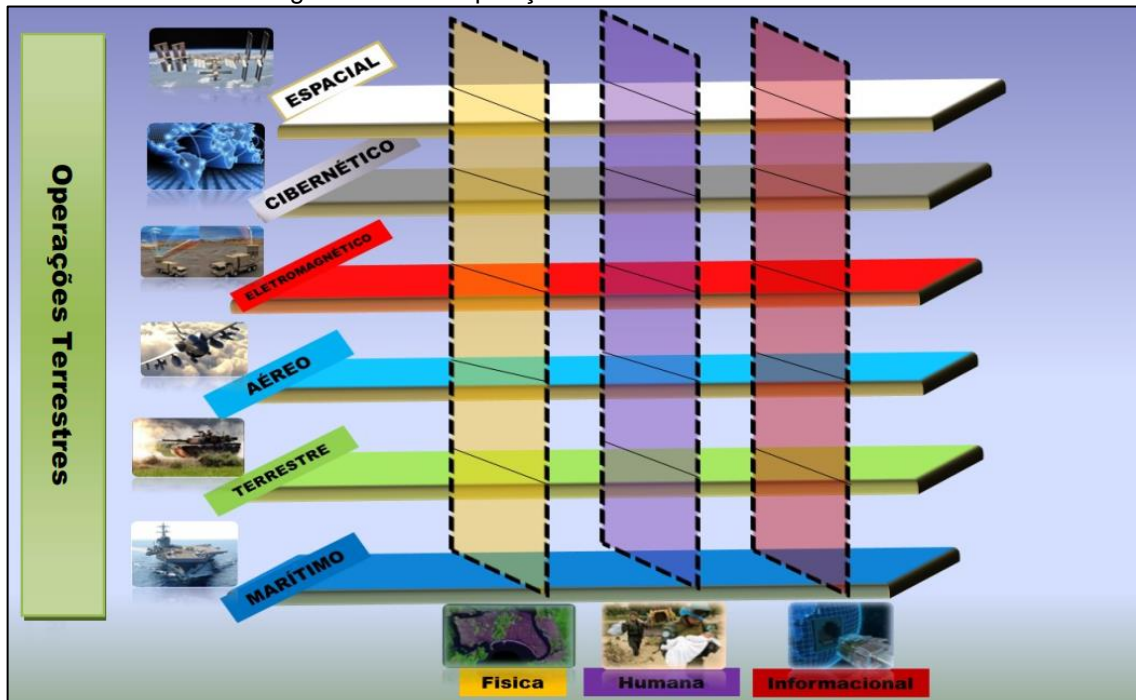 Operações Terrestres
ESPACIAL
CIBERNÉTICO
ELETROMAGNÉTICO
AÉREO
TERRESTRE
MARÍTIMO
Fisica
Humana
Informacional